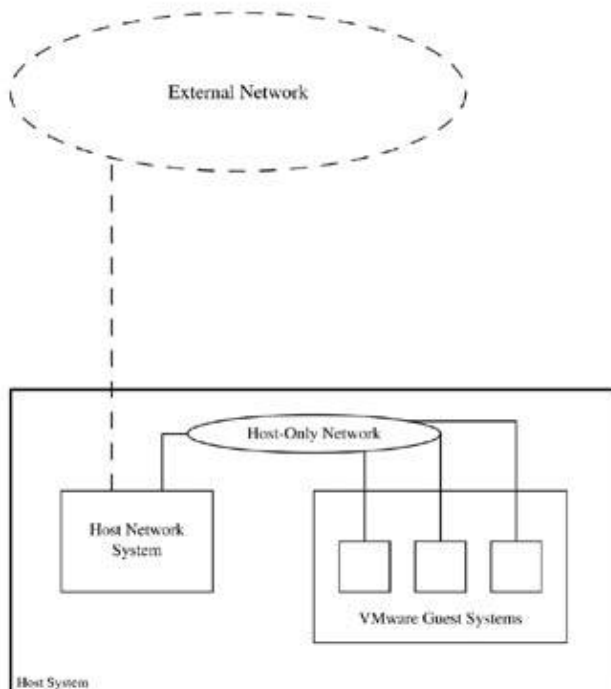 External Network
Host-Only Network
Host Network
System
VMware Guest Systems
Host System